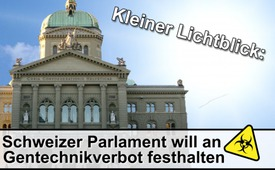 Kleiner Lichtblick:
Schweizer Parlament will an
Gentechnikverbot festhalten